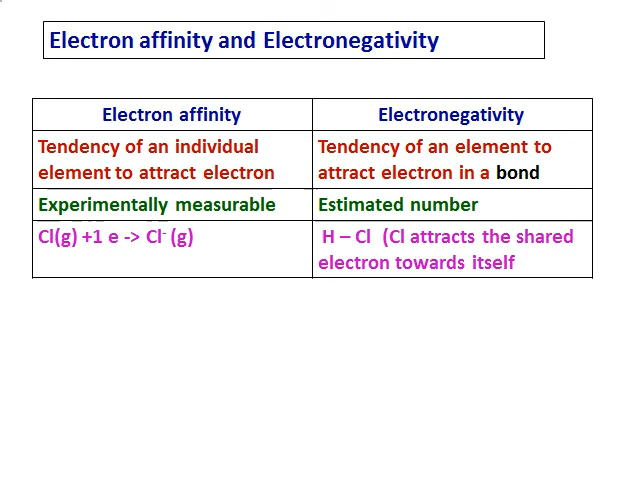 Electron affinity and Electronegativity
Electron affinity
Electronegativity
Tendency of an individual
element to attract electron
Tendency of an element to
attract electron in a bond
Experimentally measurable
Estimated number
Cl(g) +1 e -> Cl⁻ (g)
H – Cl (Cl attracts the shared
electron towards itself